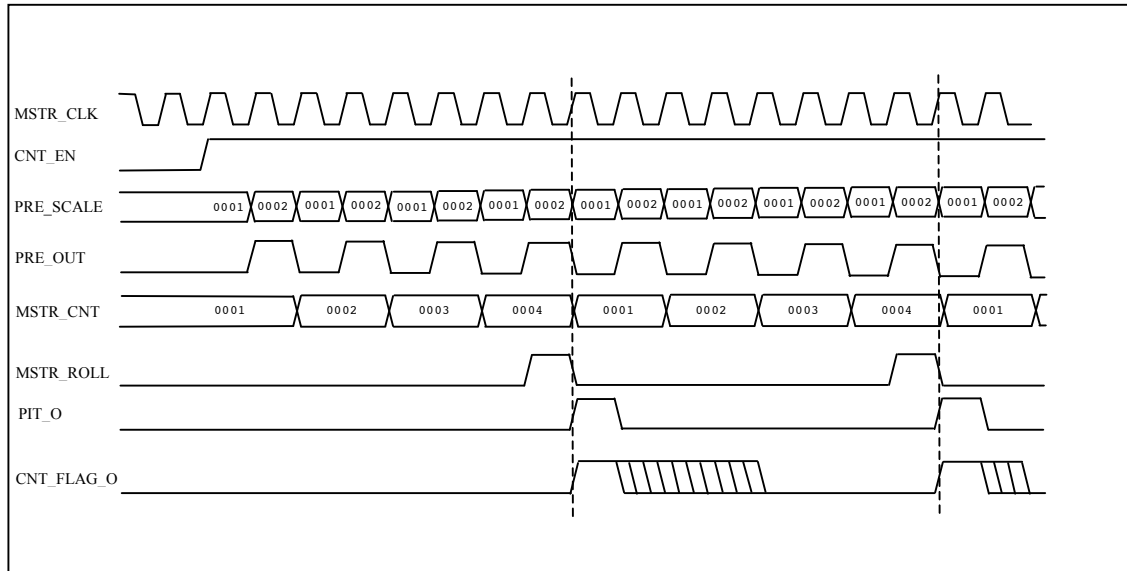 MSTR_CLK
CNT_EN
PRE_SCALE 0001 0002 0001 0002 0001 0002 0001 0002 0001 0002 0001 0002 0001 0002 0001 0002 0001 0002
PRE_OUT
MSTR_CNT 0001 0002 0003 0004 0001 0002 0003 0004 0001
MSTR_ROLL
PIT_O
CNT_FLAG_O